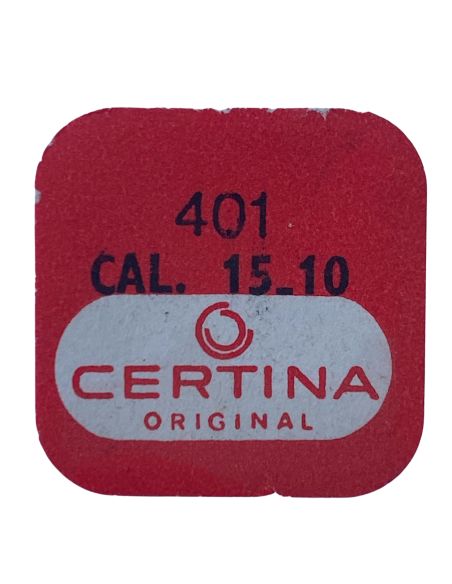 401
CAL. 15-10
CERTINA
ORIGINAL